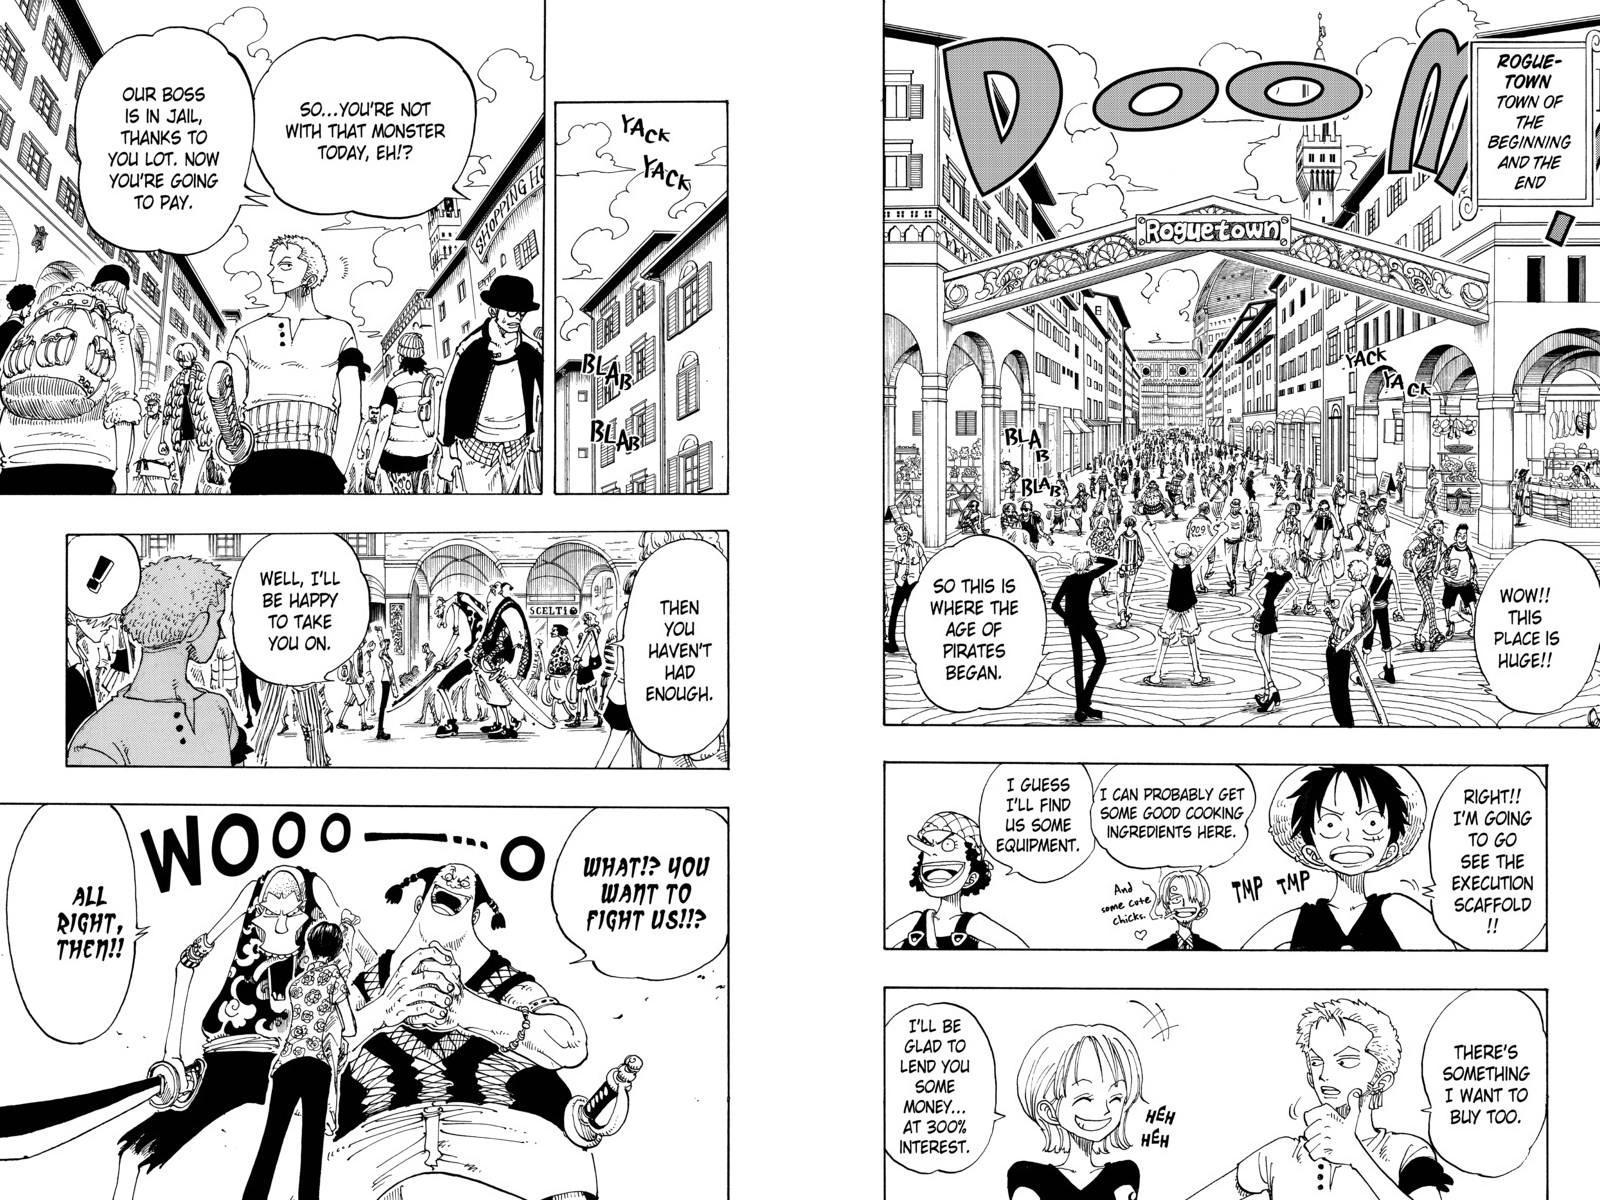 ROGUE-
TOWN
TOWN OF
THE
BEGINNING
AND THE
END
DOOM!
Roguetown
YACK
YACK
BLAB
BLAB
WOW!!
THIS
PLACE IS
HUGE!!
SO THIS IS
WHERE THE
AGE OF
PIRATES
BEGAN.
RIGHT!!
I'M GOING
TO GO
SEE THE
EXECUTION
SCAFFOLD
!!
TMP
TMP
I CAN PROBABLY GET
SOME GOOD COOKING
INGREDIENTS HERE.
And
some cute
chicks.
♡
I GUESS
I'LL FIND
US SOME
EQUIPMENT.
THERE'S
SOMETHING
I WANT TO
BUY TOO.
HEH
HEH
I'LL BE
GLAD TO
LEND YOU
SOME
MONEY...
AT 300%
INTEREST.
YACK
YACK
BLAB
BLAB
SHOPPING HO
SO...YOU'RE NOT
WITH THAT MONSTER
TODAY, EH!?
OUR BOSS
IS IN JAIL,
THANKS TO
YOU LOT. NOW
YOU'RE GOING
TO PAY.
THEN
YOU
HAVEN'T
HAD
ENOUGH.
SCELTI
WELL, I'LL
BE HAPPY
TO TAKE
YOU ON.
!
WHAT!? YOU
WANT TO
FIGHT US!!?
WOOO—...O
ALL
RIGHT,
THEN!!